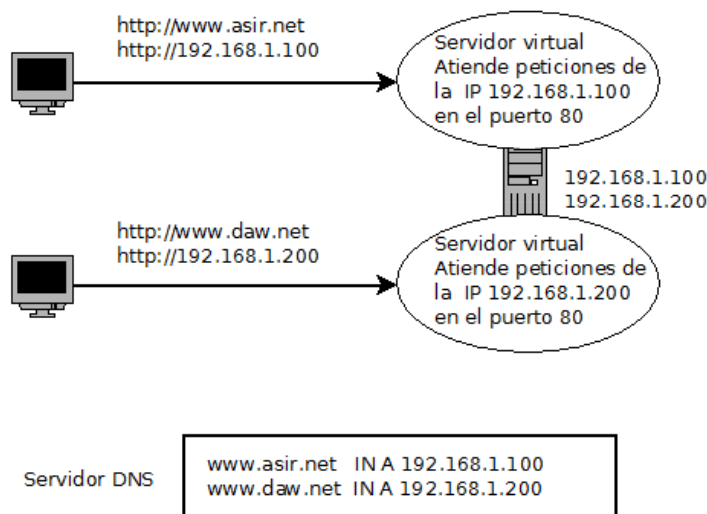 http://www.asir.net
http://192.168.1.100
Servidor virtual
Atiende peticiones de
la IP 192.168.1.100
en el puerto 80
192.168.1.100
192.168.1.200
http://www.daw.net
http://192.168.1.200
Servidor virtual
Atiende peticiones de
la IP 192.168.1.200
en el puerto 80
Servidor DNS
www.asir.net IN A 192.168.1.100
www.daw.net IN A 192.168.1.200